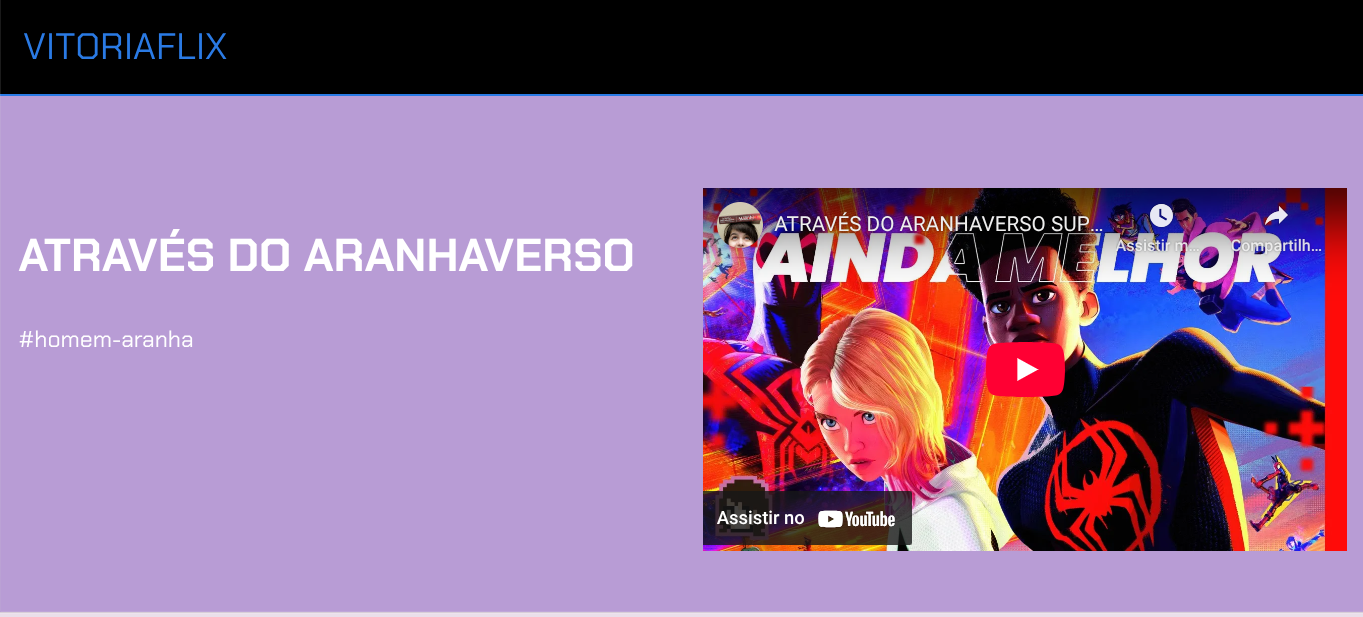 VITORIAFLIX
ATRAVÉS DO ARANHAVERSO
#homem-aranha
ATRAVÉS DO ARANHAVERSO SUP...
Assistir m...
Compartilh...
AINDA MELHOR
Assistir no YouTube